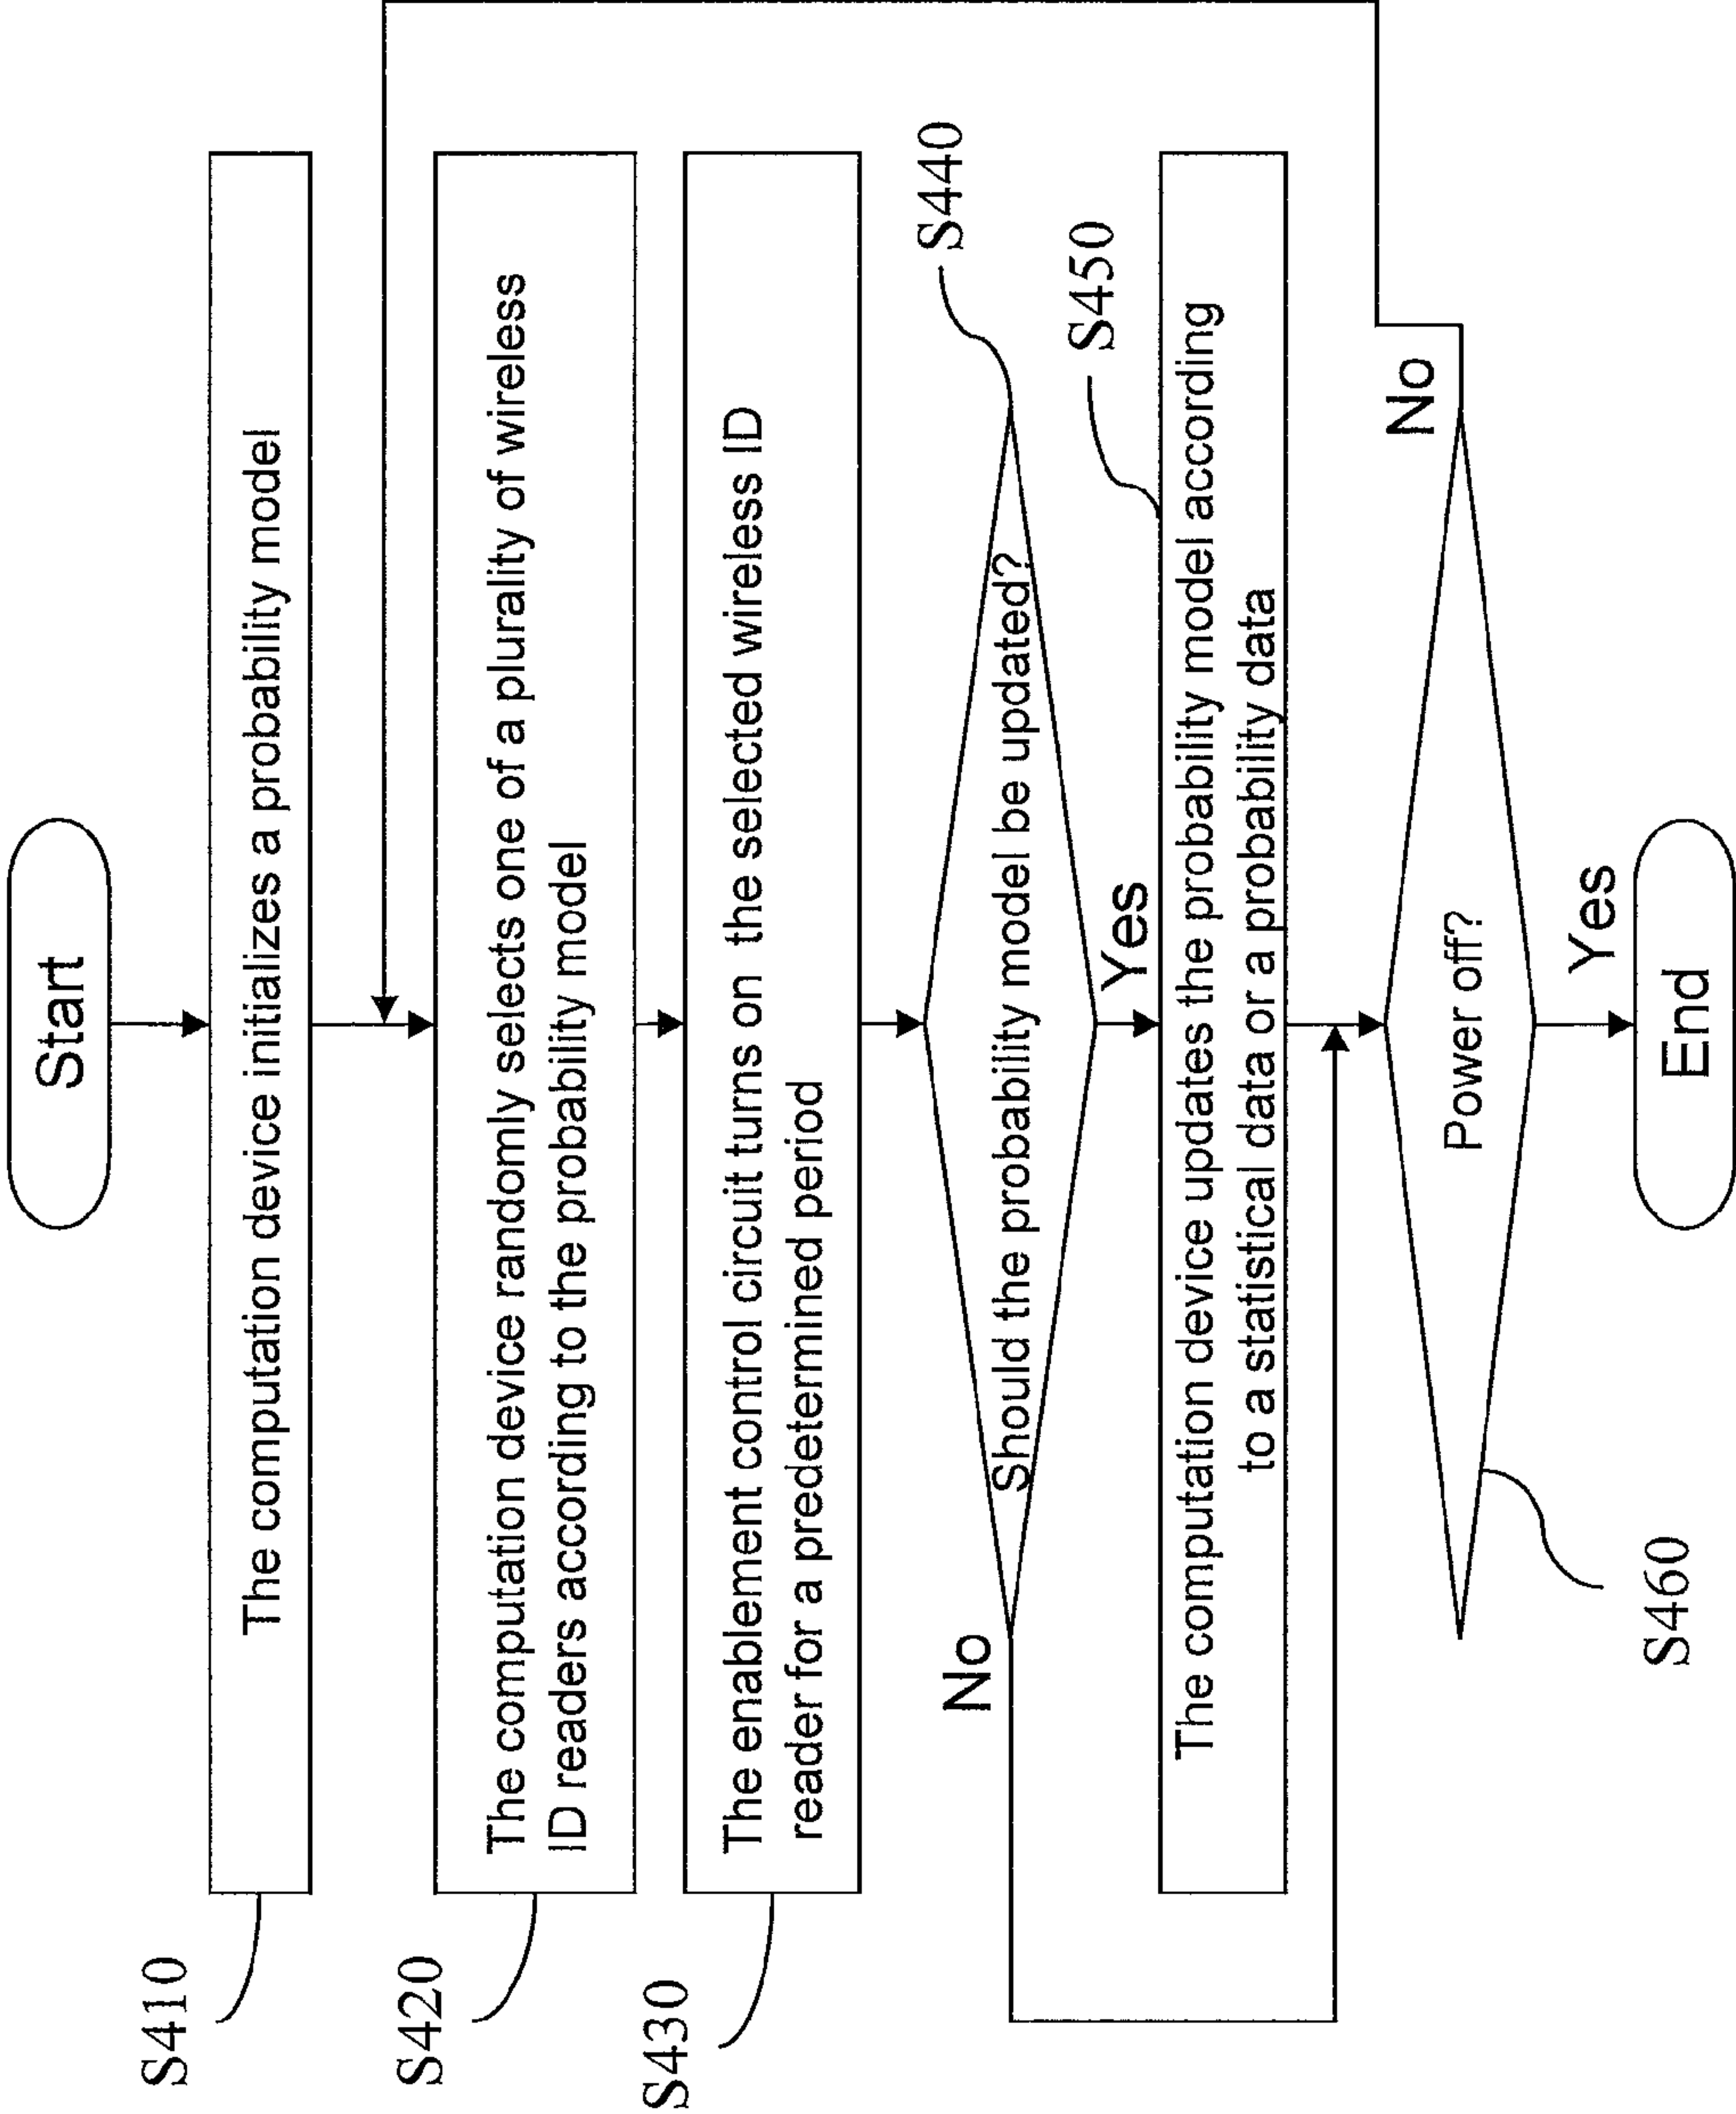 Start
S410
The computation device initializes a probability model
S420
The computation device randomly selects one of a plurality of wireless
ID readers according to the probability model
S430
The enablement control circuit turns on the selected wireless ID
reader for a predetermined period
S440
No
Should the probability model be updated?
Yes
S450
The computation device updates the probability model according
to a statistical data or a probability data
No
Power off?
S460
Yes
End